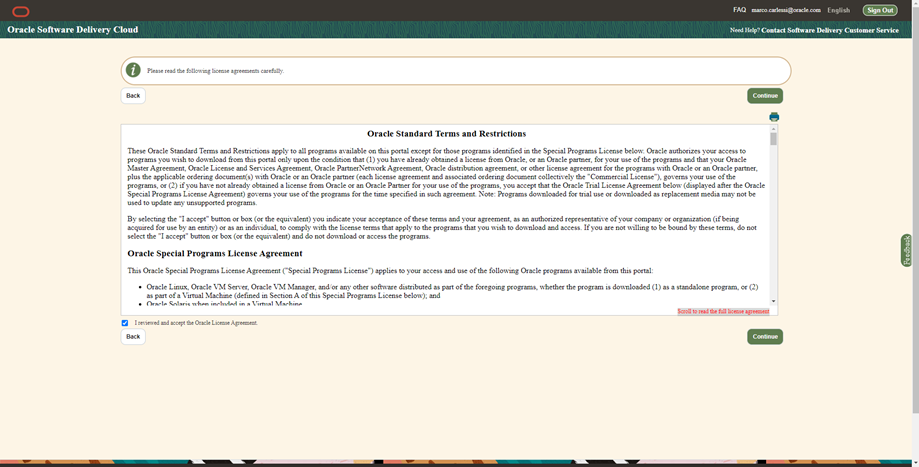 FAQ marco.carlessi@oracle.com English Sign Out
Oracle Software Delivery Cloud
Need Help? Contact Software Delivery Customer Service
Please read the following license agreements carefully.
Back
Continue
Oracle Standard Terms and Restrictions
These Oracle Standard Terms and Restrictions apply to all programs available on this portal except for those programs identified in the Special Programs License below. Oracle authorizes your access to
programs you wish to download from this portal only upon the condition that (1) you have already obtained a license from Oracle, or an Oracle partner, for your use of the programs and that your Oracle
Master Agreement, Oracle License and Services Agreement, Oracle PartnerNetwork Agreement, Oracle distribution agreement, or other license agreement for the programs with Oracle or an Oracle partner,
plus the applicable ordering document(s) with Oracle or an Oracle partner (each license agreement and associated ordering document collectively the "Commercial License"), governs your use of the
programs, or (2) if you have not already obtained a license from Oracle or an Oracle Partner for your use of the programs, you accept that the Oracle Trial License Agreement below (displayed after the Oracle
Special Programs License Agreement) governs your use of the programs for the time specified in such agreement. Note: Programs downloaded for trial use or downloaded as replacement media may not be
used to update any unsupported programs.
By selecting the "I accept" button or box (or the equivalent) you indicate your acceptance of these terms and your agreement, as an authorized representative of your company or organization (if being
acquired for use by an entity) or as an individual, to comply with the license terms that apply to the programs that you wish to download and access. If you are not willing to be bound by these terms, do not
select the "I accept" button or box (or the equivalent) and do not download or access the programs.
Oracle Special Programs License Agreement
This Oracle Special Programs License Agreement ("Special Programs License") applies to your access and use of the following Oracle programs available from this portal:
• Oracle Linux, Oracle VM Server, Oracle VM Manager, and/or any other software distributed as part of the foregoing programs, whether the program is downloaded (1) as a standalone program, or (2)
as part of a Virtual Machine (defined in Section A of this Special Programs License below); and
• Oracle Solaris when included in a Virtual Machine
Scroll to read the full license agreement
I reviewed and accept the Oracle License Agreement.
Back
Continue
Feedback